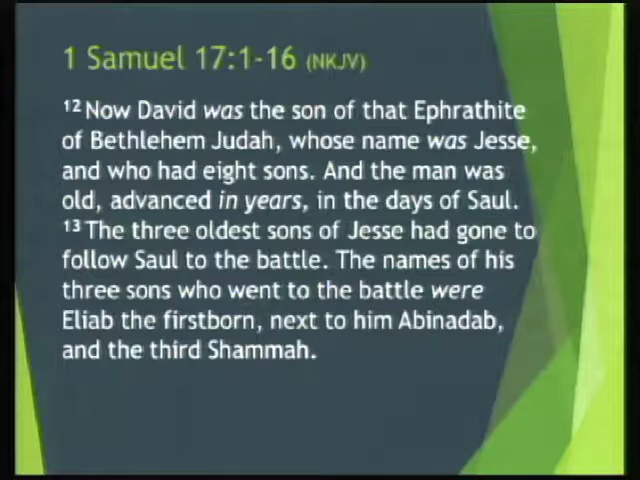 1 Samuel 17:1-16 (NKJV)
¹² Now David was the son of that Ephrathite
of Bethlehem Judah, whose name was Jesse,
and who had eight sons. And the man was
old, advanced in years, in the days of Saul.
¹³ The three oldest sons of Jesse had gone to
follow Saul to the battle. The names of his
three sons who went to the battle were
Eliab the firstborn, next to him Abinadab,
and the third Shammah.